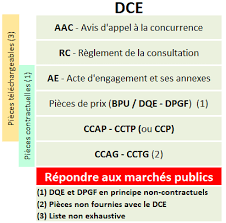 DCE
Pièces téléchargeables (3)
Pièces contractuelles (1)
AAC - Avis d'appel à la concurrence
RC - Règlement de la consultation
AE - Acte d'engagement et ses annexes
Pièces de prix (BPU / DQE - DPGF) (1)
CCAP - CCTP (ou CCP)
CCAG - CCTG (2)
Répondre aux marchés publics
(1) DQE et DPGF en principe non-contractuels
(2) Pièces non fournies avec le DCE
(3) Liste non exhaustive